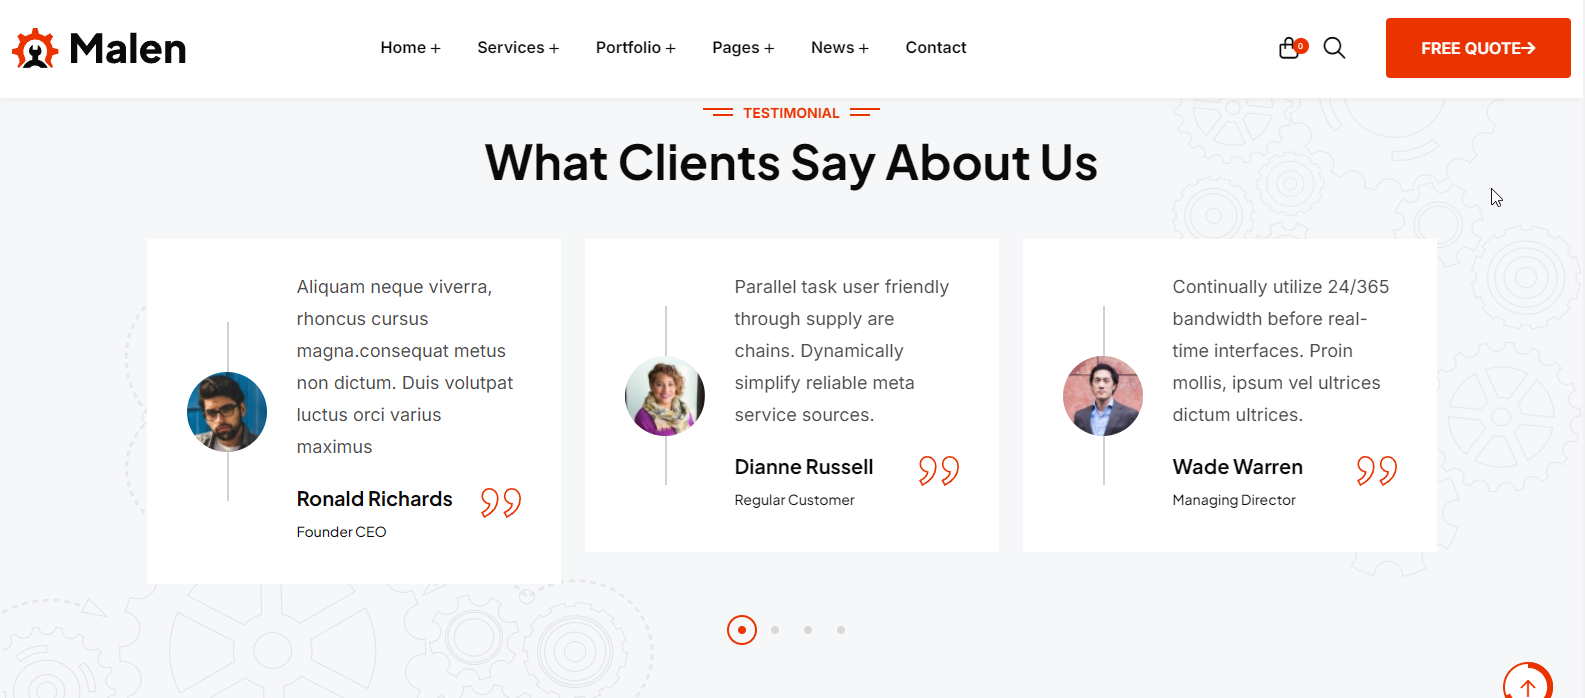 Malen
Home +
Services +
Portfolio +
Pages +
News +
Contact
0
FREE QUOTE→
TESTIMONIAL
What Clients Say About Us
Aliquam neque viverra,
rhoncus cursus
magna.consequat metus
non dictum. Duis volutpat
luctus orci varius
maximus
Ronald Richards
Founder CEO
Parallel task user friendly
through supply are
chains. Dynamically
simplify reliable meta
service sources.
Dianne Russell
Regular Customer
Continually utilize 24/365
bandwidth before real-
time interfaces. Proin
mollis, ipsum vel ultrices
dictum ultrices.
Wade Warren
Managing Director